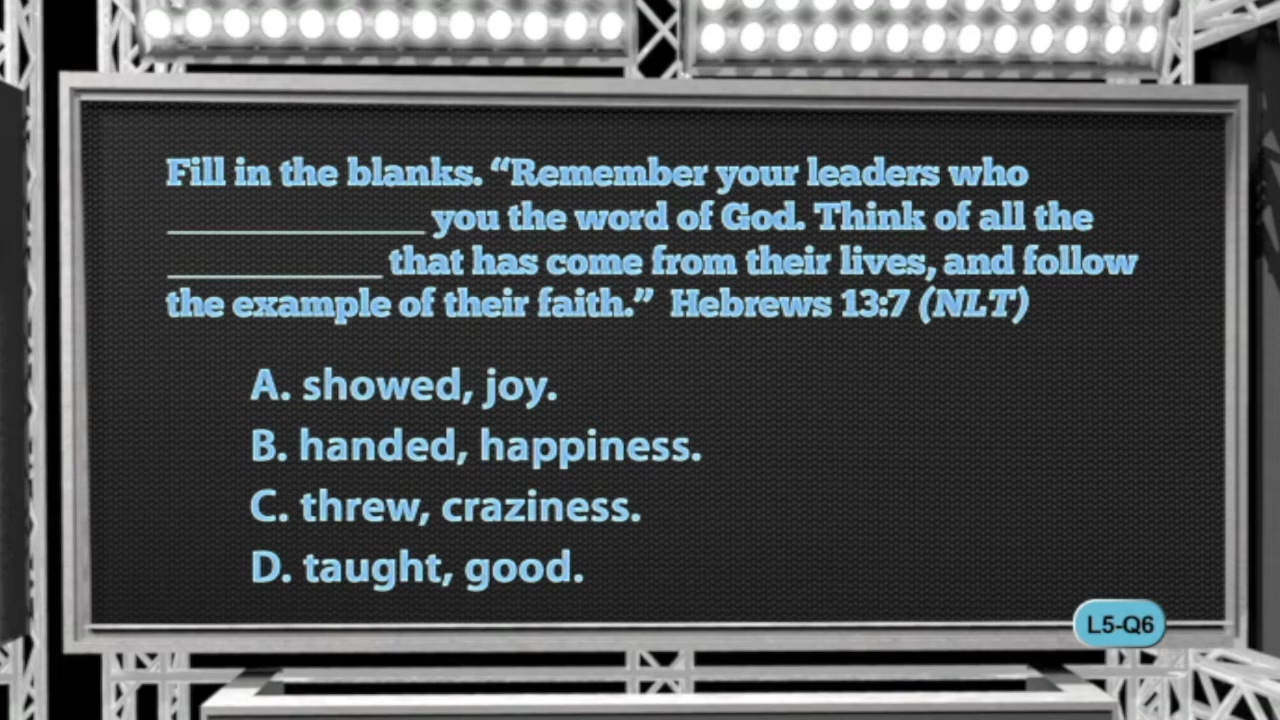 Fill in the blanks. “Remember your leaders who
____________ you the word of God. Think of all the
__________ that has come from their lives, and follow
the example of their faith.” Hebrews 13:7 (NLT)
A. showed, joy.
B. handed, happiness.
C. threw, craziness.
D. taught, good.
L5-Q6